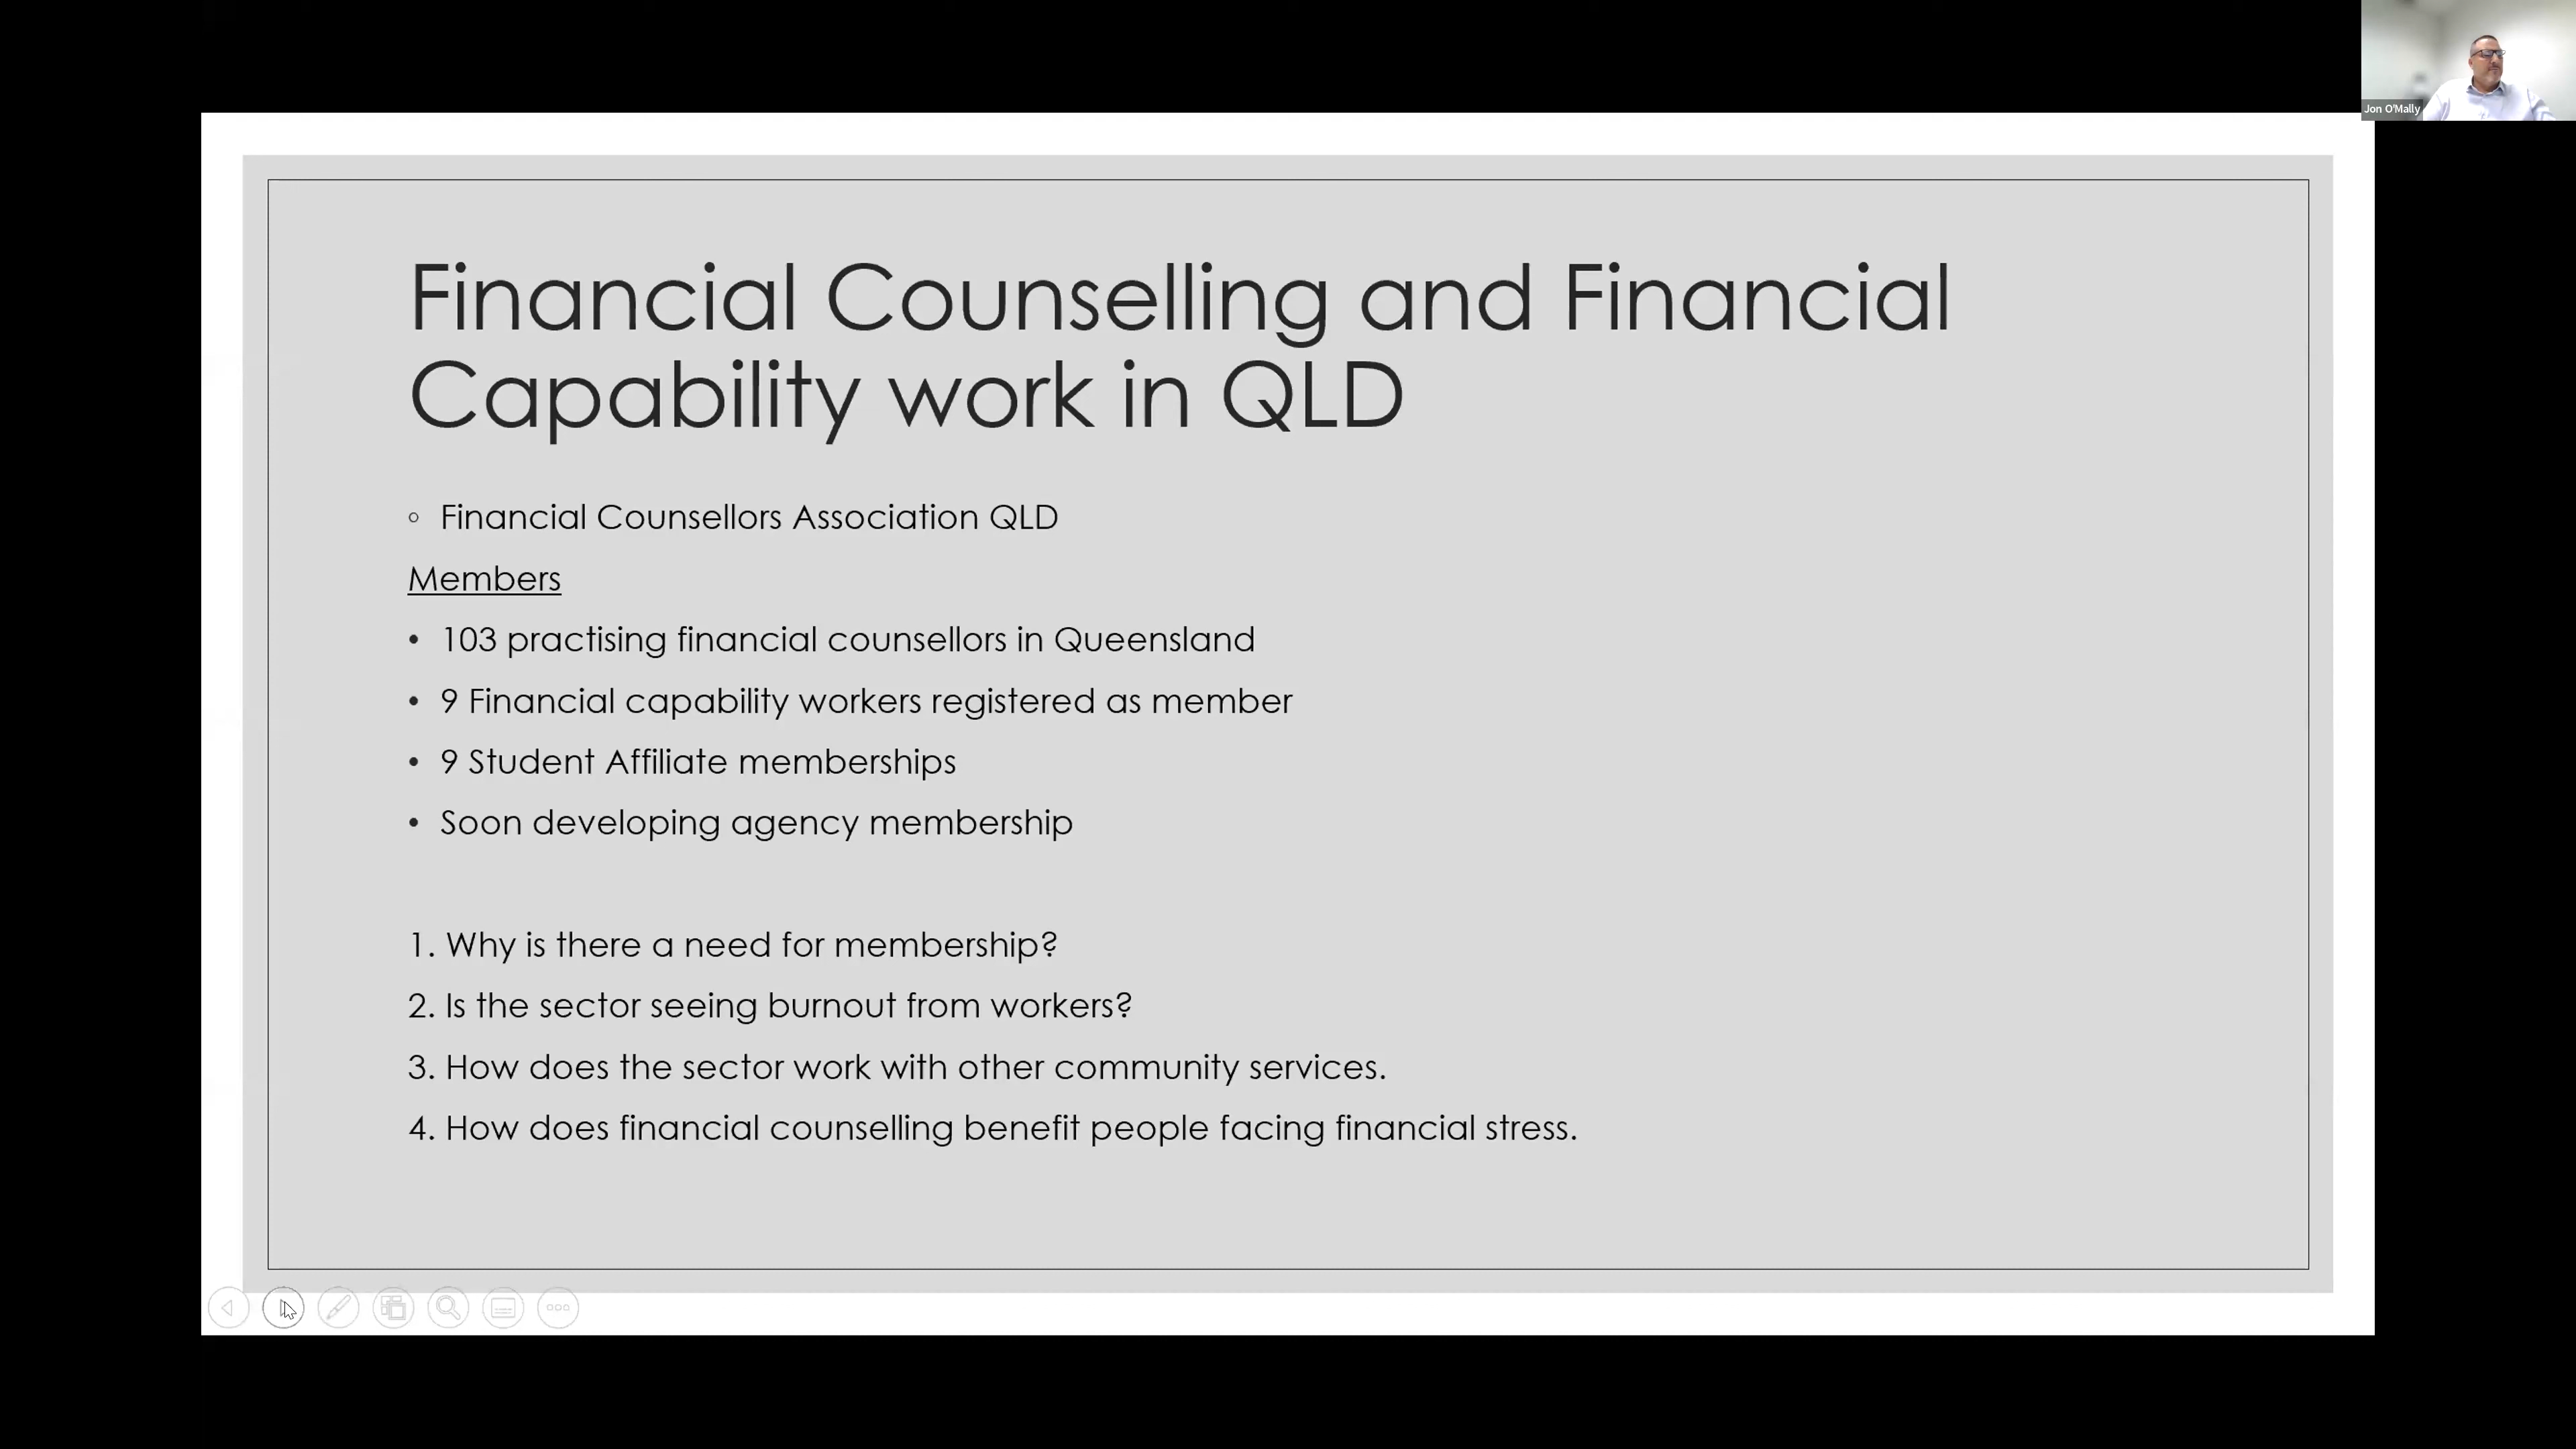 Jon O'Mally
Financial Counselling and Financial
Capability work in QLD
Financial Counsellors Association QLD
Members
• 103 practising financial counsellors in Queensland
• 9 Financial capability workers registered as member
• 9 Student Affiliate memberships
• Soon developing agency membership
1. Why is there a need for membership?
2. Is the sector seeing burnout from workers?
3. How does the sector work with other community services.
4. How does financial counselling benefit people facing financial stress.